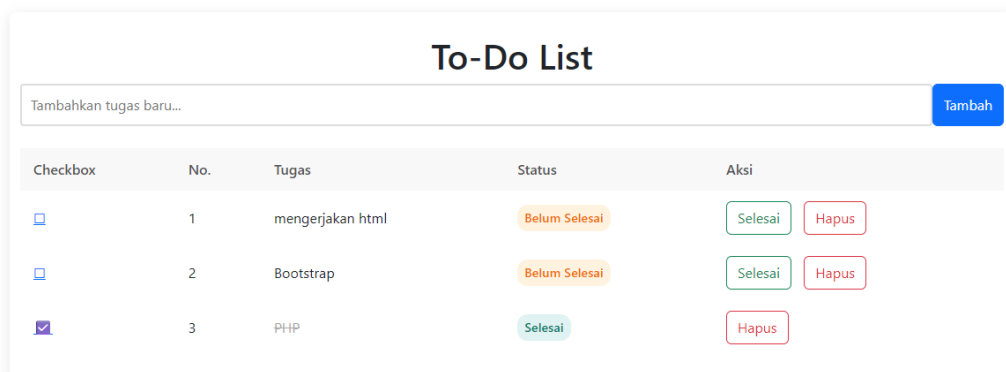 To-Do List
Tambahkan tugas baru... Tambah
Checkbox No. Tugas Status Aksi
1 mengerjakan html Belum Selesai Selesai Hapus
2 Bootstrap Belum Selesai Selesai Hapus
3 PHP Selesai Hapus